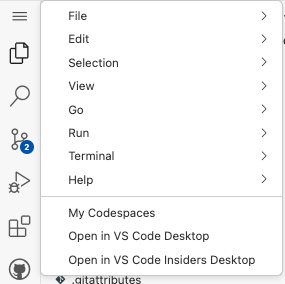 File
Edit
Selection
View
Go
Run
2
Terminal
Help
My Codespaces
Open in VS Code Desktop
Open in VS Code Insiders Desktop
.gitattributes